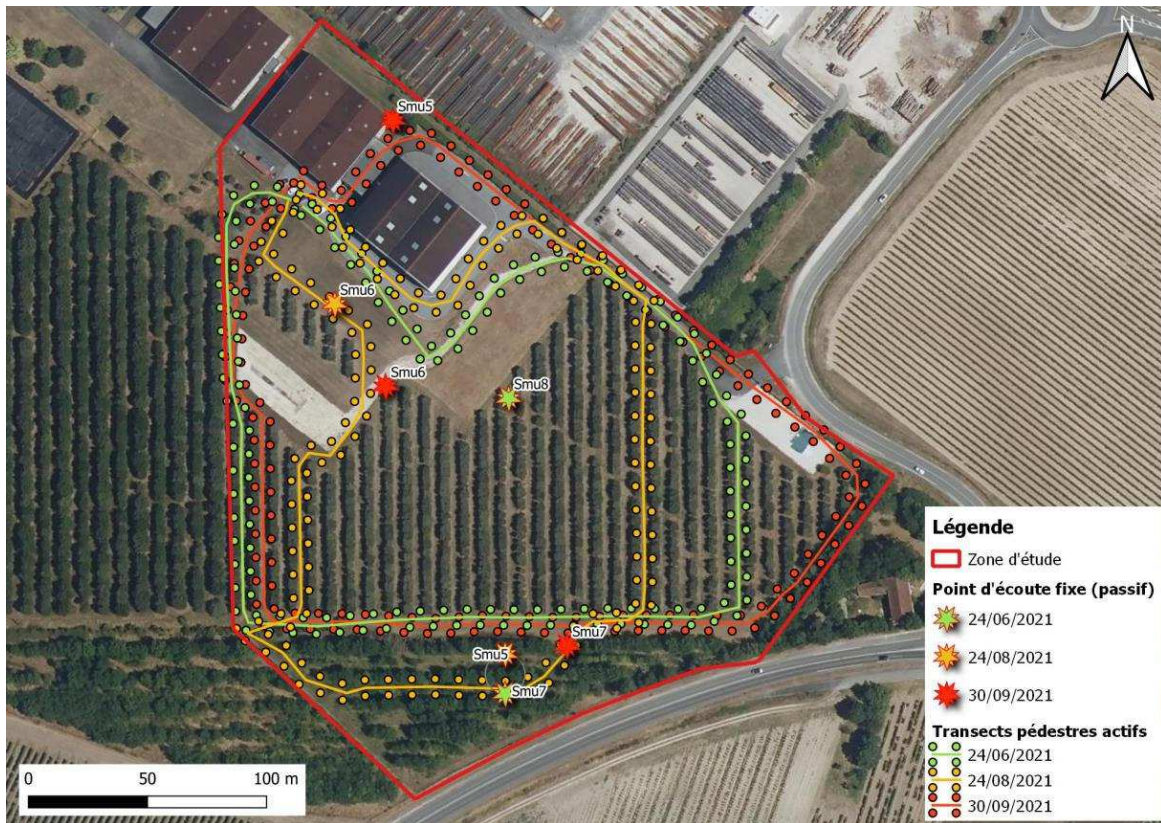 N
Smu5
Smu6
Smu6
Smu8
Smu7
Smu5
Smu7
Légende
Zone d'étude
Point d'écoute fixe (passif)
24/06/2021
24/08/2021
30/09/2021
Transects pédestres actifs
24/06/2021
24/08/2021
30/09/2021
0 50 100 m